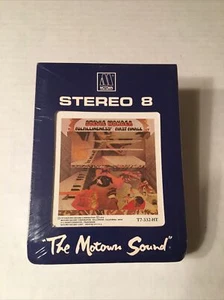 MOTOWN
STEREO 8
STEVIE WONDER
FULFILLINGNESS' FIRST FINALE
T7-332-HT
"The Motown Sound"